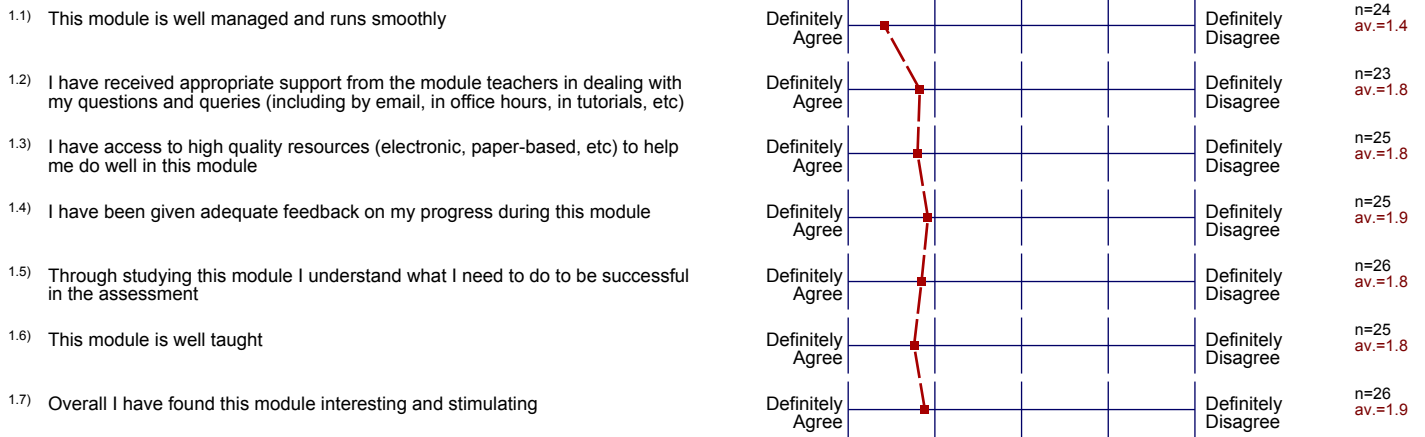 1.1) This module is well managed and runs smoothly
Definitely Agree
Definitely Disagree
n=24
av.=1.4
1.2) I have received appropriate support from the module teachers in dealing with
my questions and queries (including by email, in office hours, in tutorials, etc)
Definitely Agree
Definitely Disagree
n=23
av.=1.8
1.3) I have access to high quality resources (electronic, paper-based, etc) to help
me do well in this module
Definitely Agree
Definitely Disagree
n=25
av.=1.8
1.4) I have been given adequate feedback on my progress during this module
Definitely Agree
Definitely Disagree
n=25
av.=1.9
1.5) Through studying this module I understand what I need to do to be successful
in the assessment
Definitely Agree
Definitely Disagree
n=26
av.=1.8
1.6) This module is well taught
Definitely Agree
Definitely Disagree
n=25
av.=1.8
1.7) Overall I have found this module interesting and stimulating
Definitely Agree
Definitely Disagree
n=26
av.=1.9